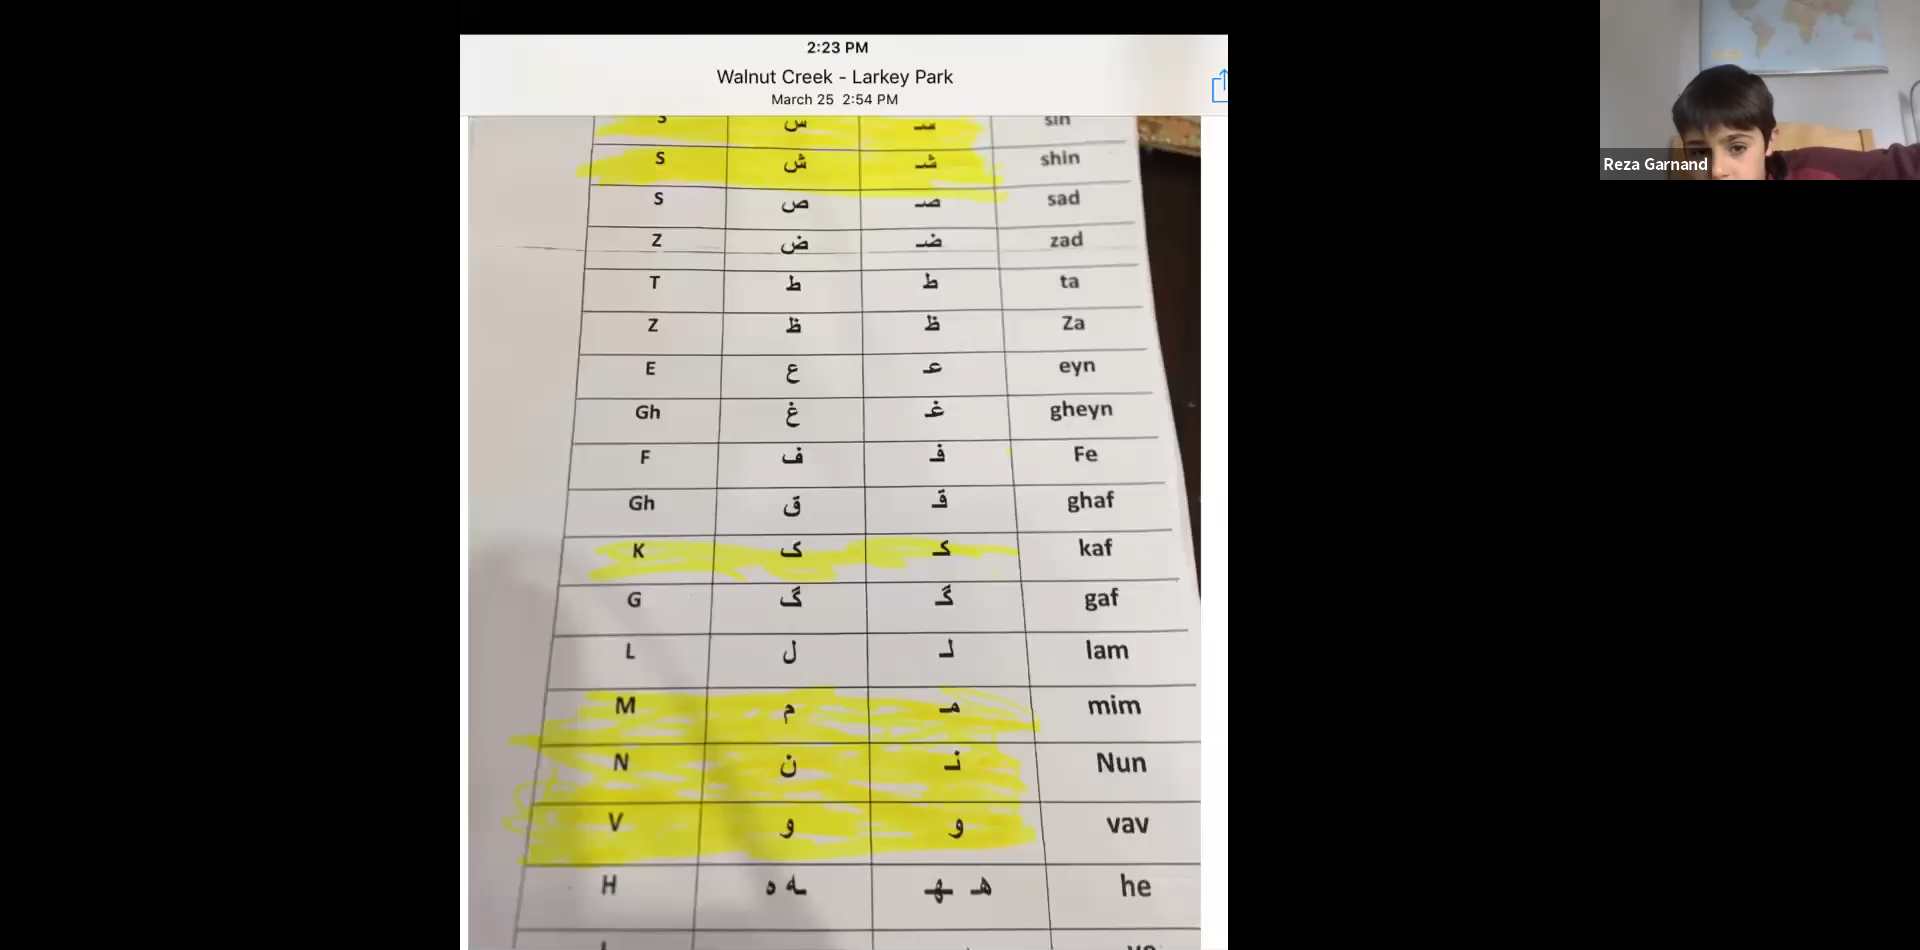 2:23 PM
Walnut Creek - Larkey Park
March 25 2:54 PM
S س سـ sin
S ش شـ shin
S ص صـ sad
Z ض ضـ zad
T ط ط ta
Z ظ ظ Za
E ع عـ eyn
Gh غ غـ gheyn
F ف فـ Fe
Gh ق قـ ghaf
K ک کـ kaf
G گ گـ gaf
L ل لـ lam
M م مـ mim
N ن نـ Nun
V و و vav
H ـه ه هـ ـهـ he
Reza Garnand